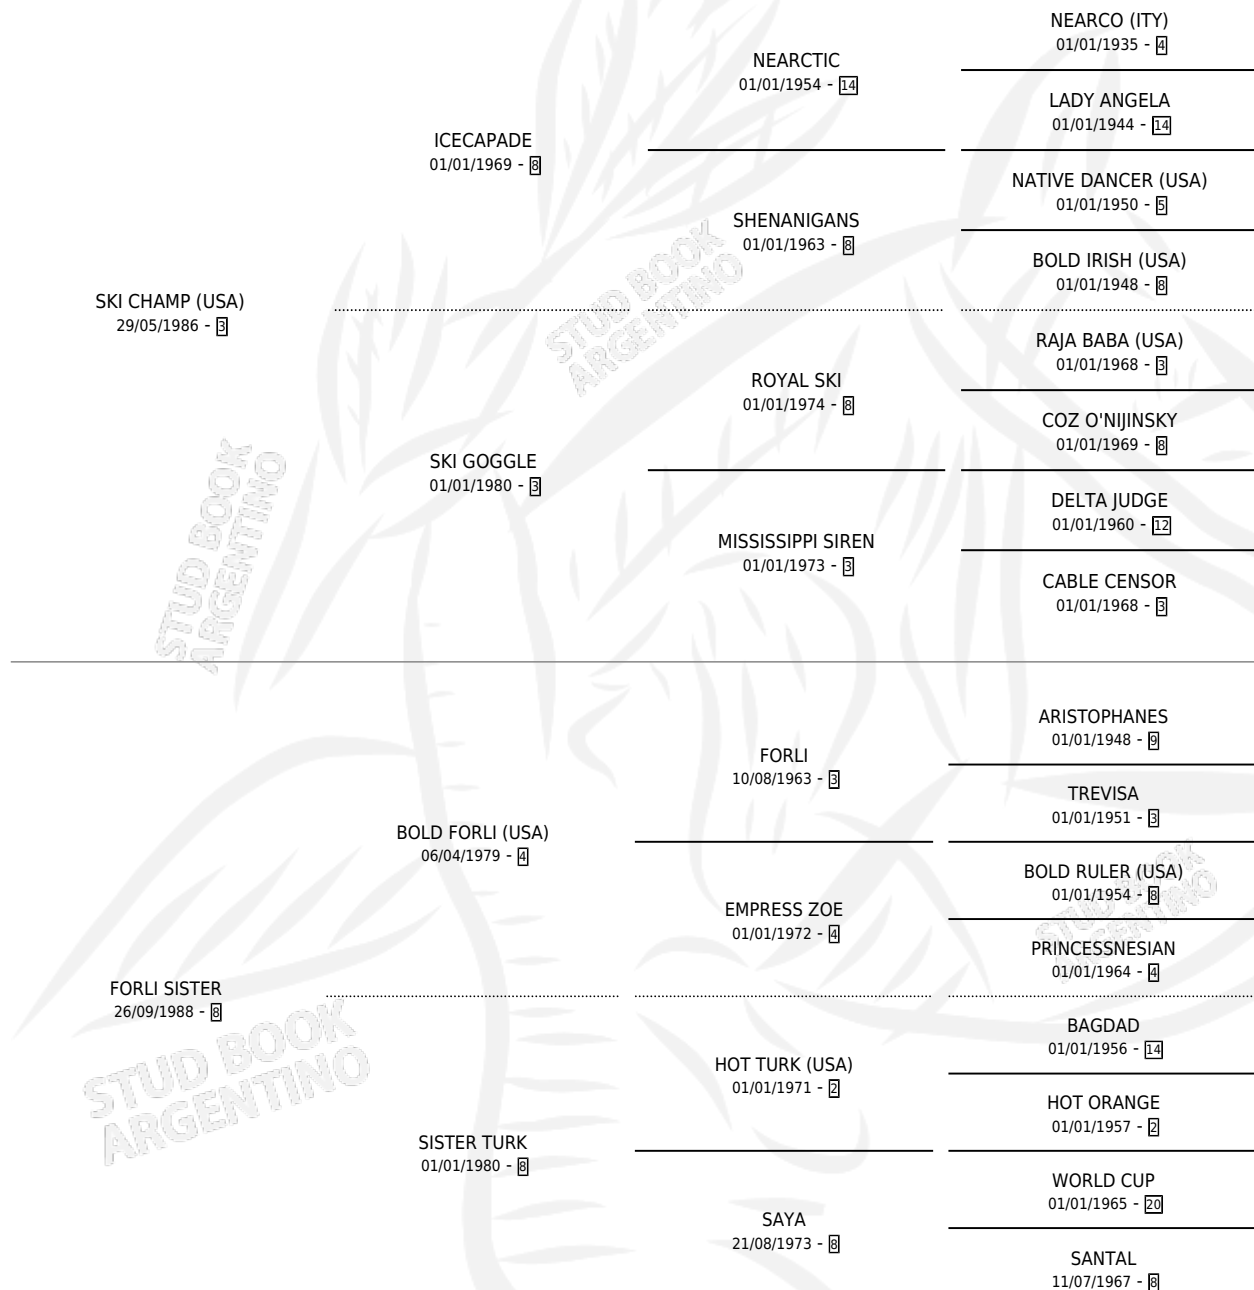 NEARCO (ITY)
01/01/1935 - 4
NEARCTIC
01/01/1954 - 14
LADY ANGELA
01/01/1944 - 14
ICECAPADE
01/01/1969 - 8
NATIVE DANCER (USA)
01/01/1950 - 5
SHENANIGANS
01/01/1963 - 8
BOLD IRISH (USA)
01/01/1948 - 8
SKI CHAMP (USA)
29/05/1986 - 3
RAJA BABA (USA)
01/01/1968 - 3
ROYAL SKI
01/01/1974 - 8
COZ O'NIJINSKY
01/01/1969 - 8
SKI GOGGLE
01/01/1980 - 3
DELTA JUDGE
01/01/1960 - 12
MISSISSIPPI SIREN
01/01/1973 - 3
CABLE CENSOR
01/01/1968 - 3
ARISTOPHANES
01/01/1948 - 9
FORLI
10/08/1963 - 3
TREVISA
01/01/1951 - 3
BOLD FORLI (USA)
06/04/1979 - 4
BOLD RULER (USA)
01/01/1954 - 8
EMPRESS ZOE
01/01/1972 - 4
PRINCESSNESIAN
01/01/1964 - 4
FORLI SISTER
26/09/1988 - 8
BAGDAD
01/01/1956 - 14
HOT TURK (USA)
01/01/1971 - 2
HOT ORANGE
01/01/1957 - 2
SISTER TURK
01/01/1980 - 8
WORLD CUP
01/01/1965 - 20
SAYA
21/08/1973 - 8
SANTAL
11/07/1967 - 8
STUD BOOK
ARGENTINO
STUD BOOK
ARGENTINO
STUD BOOK
ARGENTINO
STUD BOOK
ARGENTINO